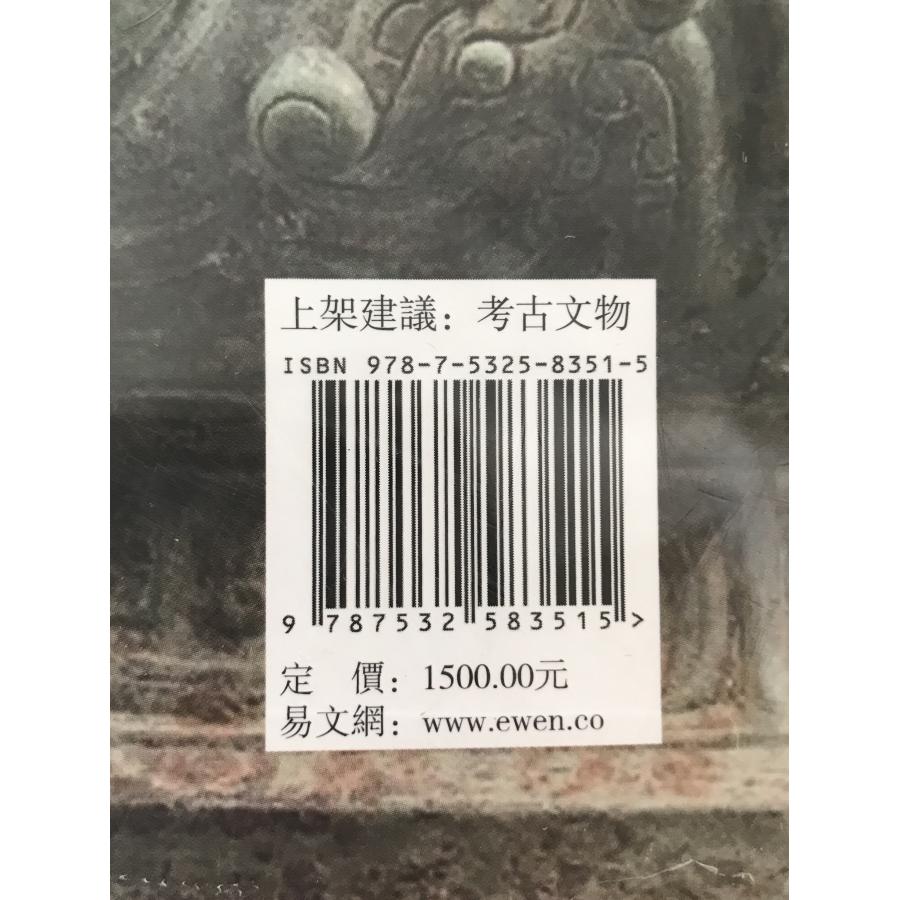 上架建議：考古文物
ISBN 978-7-5325-8351-5
9 787532 583515 >
定 價：1500.00元
易文網：www.ewen.co